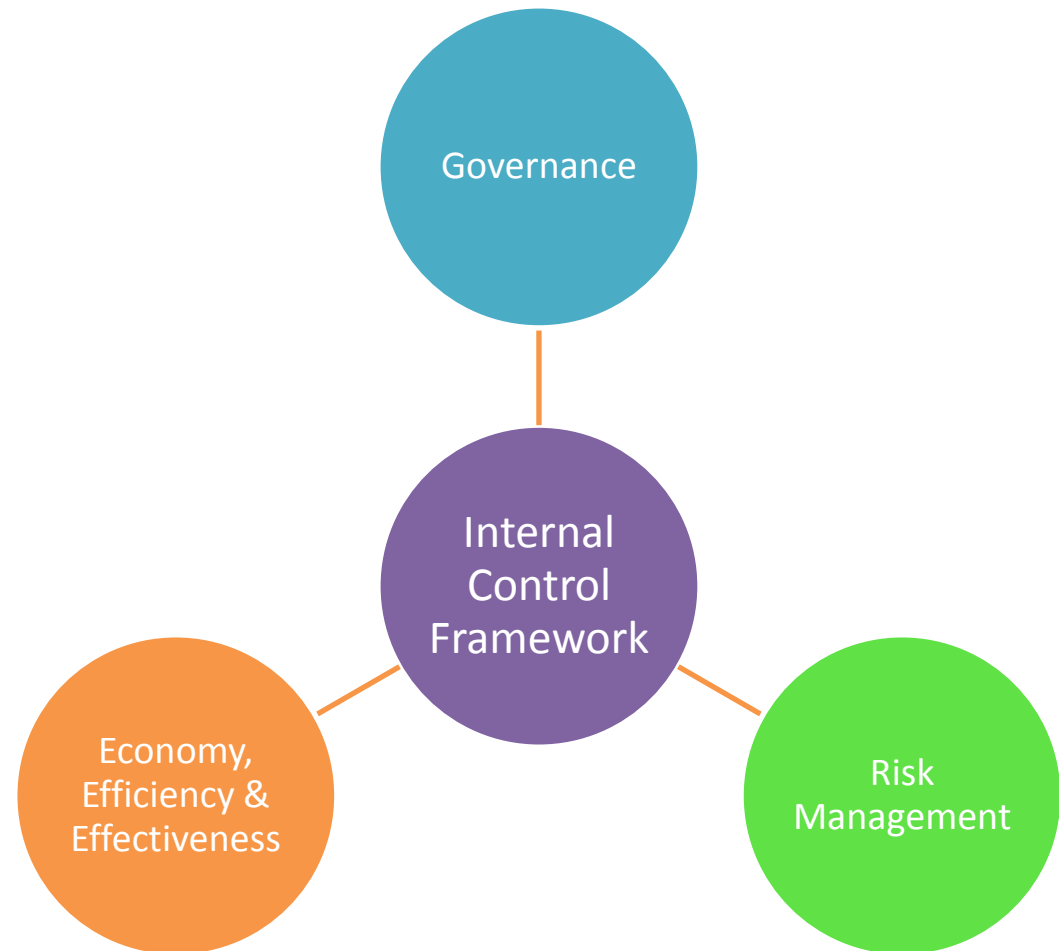 Governance
Internal
Control
Framework
Economy,
Efficiency &
Effectiveness
Risk
Management